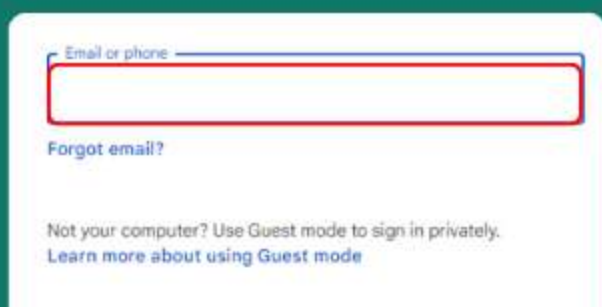 Email or phone
Forgot email?
Not your computer? Use Guest mode to sign in privately.
Learn more about using Guest mode